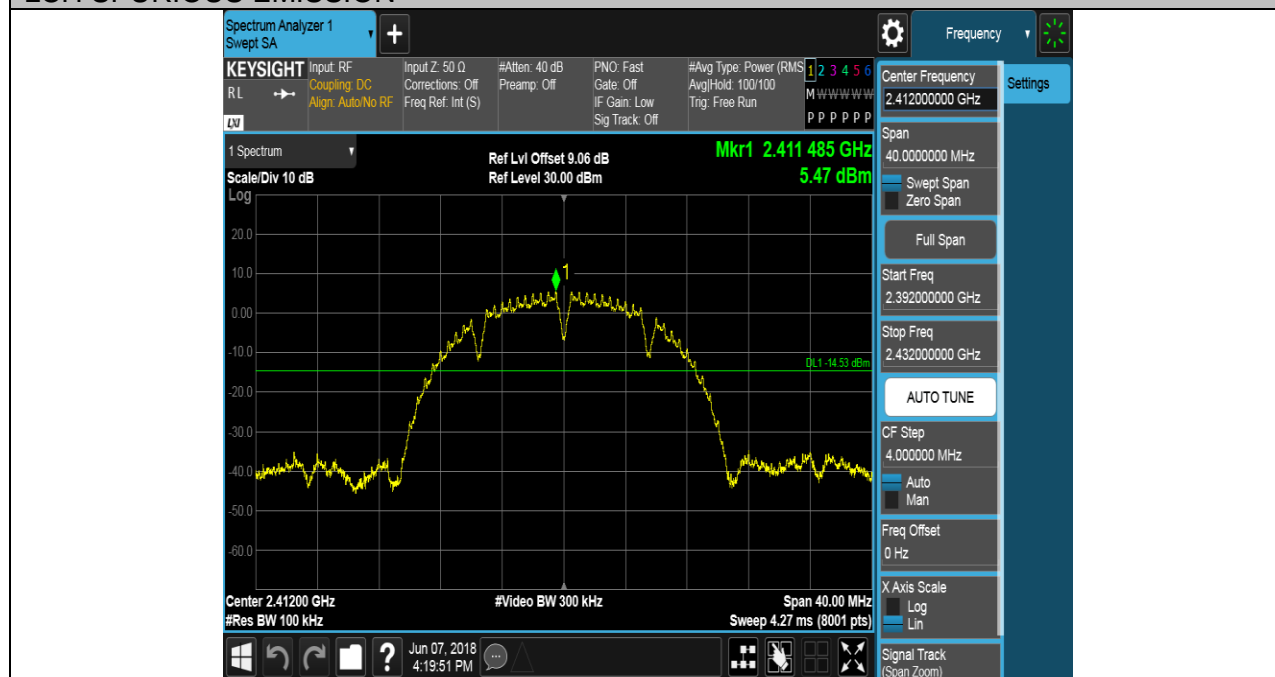 Spectrum Analyzer 1
Swept SA
+
Frequency
KEYSIGHT
RL
LXI
Input: RF
Coupling: DC
Align: Auto/No RF
Input Z: 50 Ω
Corrections: Off
Freq Ref: Int (S)
#Atten: 40 dB
Preamp: Off
PNO: Fast
Gate: Off
IF Gain: Low
Sig Track: Off
#Avg Type: Power (RMS
Avg|Hold: 100/100
Trig: Free Run
1 2 3 4 5 6
M W W W W W
P P P P P P
1 Spectrum
Scale/Div 10 dB
Log
Ref Lvl Offset 9.06 dB
Ref Level 30.00 dBm
Mkr1 2.411 485 GHz
5.47 dBm
20.0
10.0
0.00
-10.0
-20.0
-30.0
-40.0
-50.0
-60.0
1
DL1 -14.53 dBm
Center 2.41200 GHz
#Res BW 100 kHz
#Video BW 300 kHz
Span 40.00 MHz
Sweep 4.27 ms (8001 pts)
Center Frequency
2.412000000 GHz
Span
40.0000000 MHz
Swept Span
Zero Span
Full Span
Start Freq
2.392000000 GHz
Stop Freq
2.432000000 GHz
AUTO TUNE
CF Step
4.000000 MHz
Auto
Man
Freq Offset
0 Hz
X Axis Scale
Log
Lin
Signal Track
(Span Zoom)
Settings
?
Jun 07, 2018
4:19:51 PM